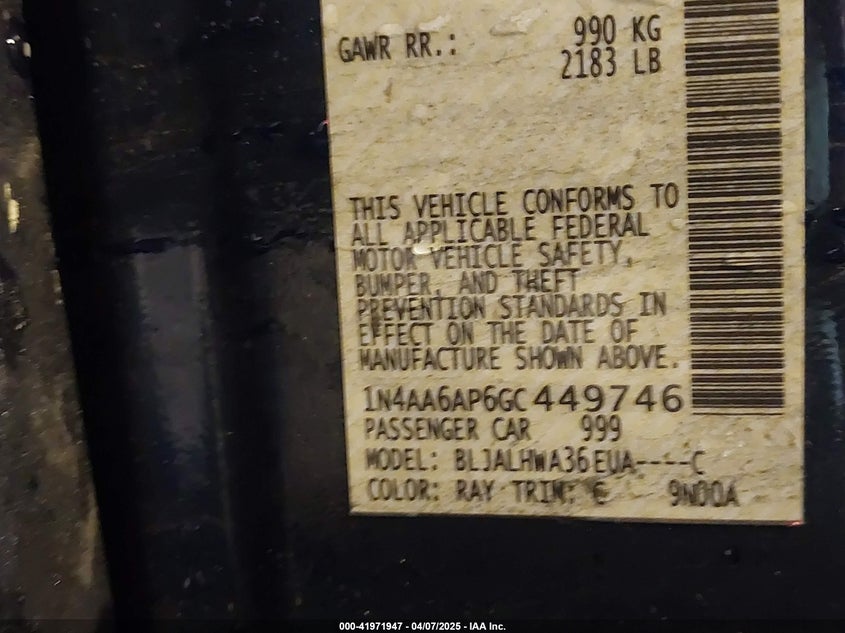 GAWR RR.: 990 KG
2183 LB
THIS VEHICLE CONFORMS TO
ALL APPLICABLE FEDERAL
MOTOR VEHICLE SAFETY,
BUMPER, AND THEFT
PREVENTION STANDARDS IN
EFFECT ON THE DATE OF
MANUFACTURE SHOWN ABOVE.
1N4AA6AP6GC449746
PASSENGER CAR 999
MODEL: BLJALHWA36EUA----C
COLOR: RAY TRIM: 
000-41971947 - 04/07/2025 - IAA Inc.